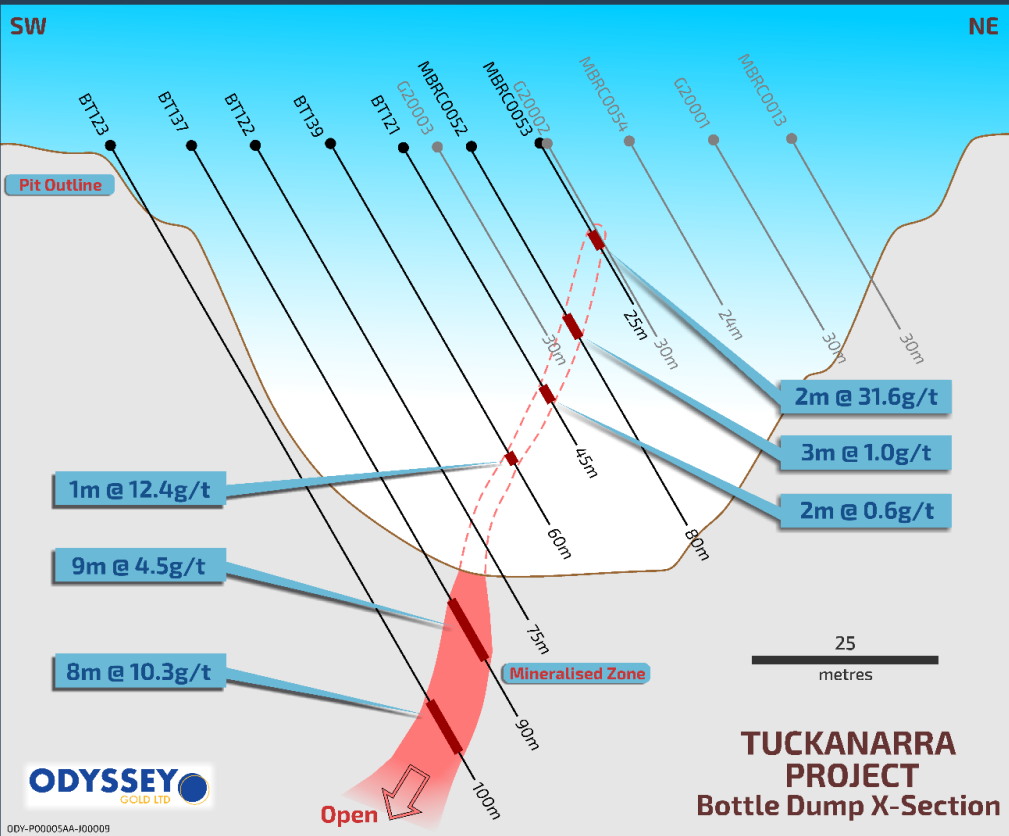 SW
NE
BT123
BT137
BT122
BT139
BT121
G20003
MBRC0052
MBRC0053
G20002
MBRC0054
G20001
MBRC0013
Pit Outline
25m
30m
30m
24m
30m
30m
45m
60m
80m
75m
90m
100m
2m @ 31.6g/t
3m @ 1.0g/t
2m @ 0.6g/t
1m @ 12.4g/t
9m @ 4.5g/t
8m @ 10.3g/t
Mineralised Zone
25
metres
Open
TUCKANARRA
PROJECT
Bottle Dump X-Section
ODYSSEY
GOLD LTD
ODY-P00005AA-J00009